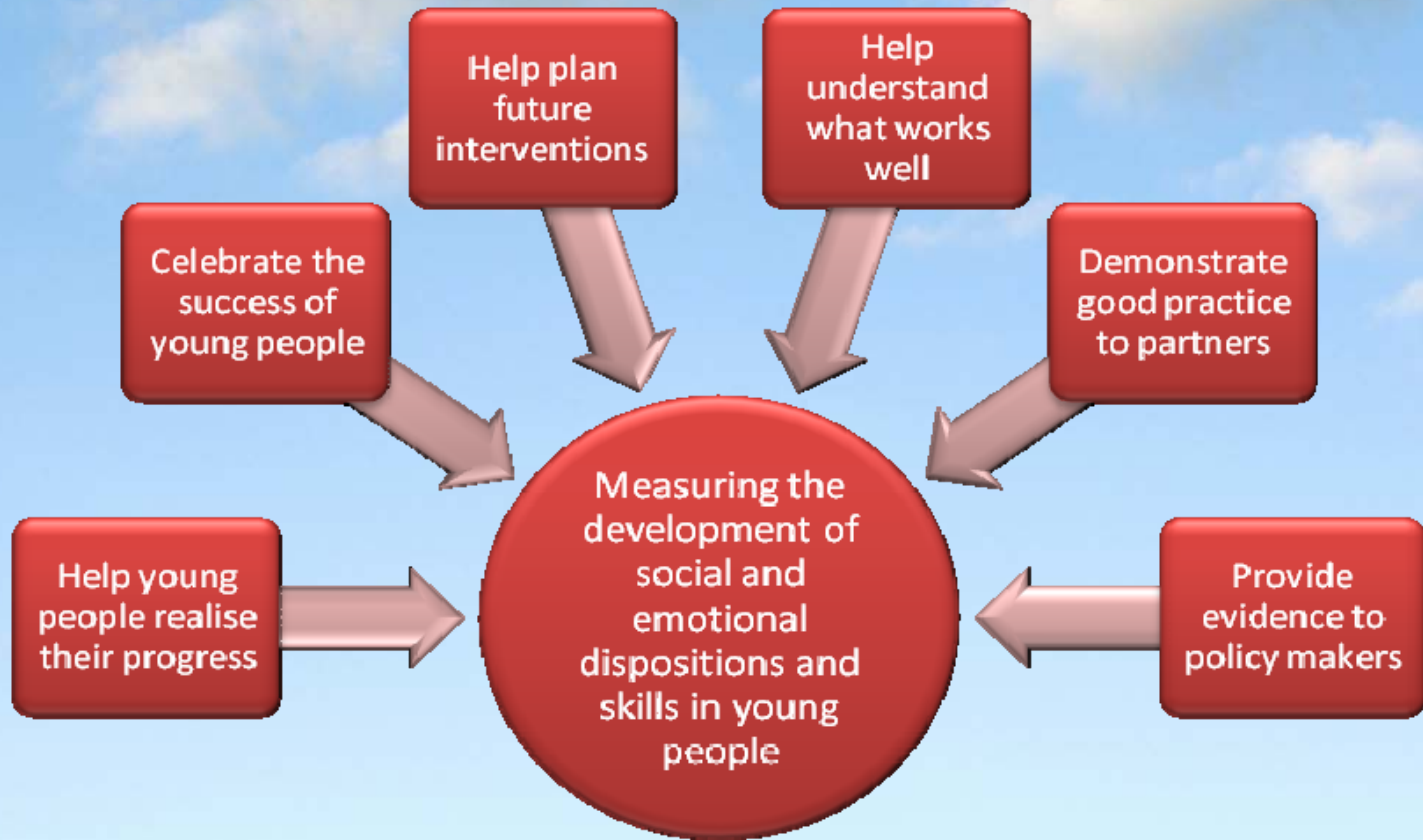 Help plan
future
interventions
Help
understand
what works
well
Celebrate the
success of
young people
Demonstrate
good practice
to partners
Help young
people realise
their progress
Measuring the
development of
social and
emotional
dispositions and
skills in young
people
Provide
evidence to
policy makers